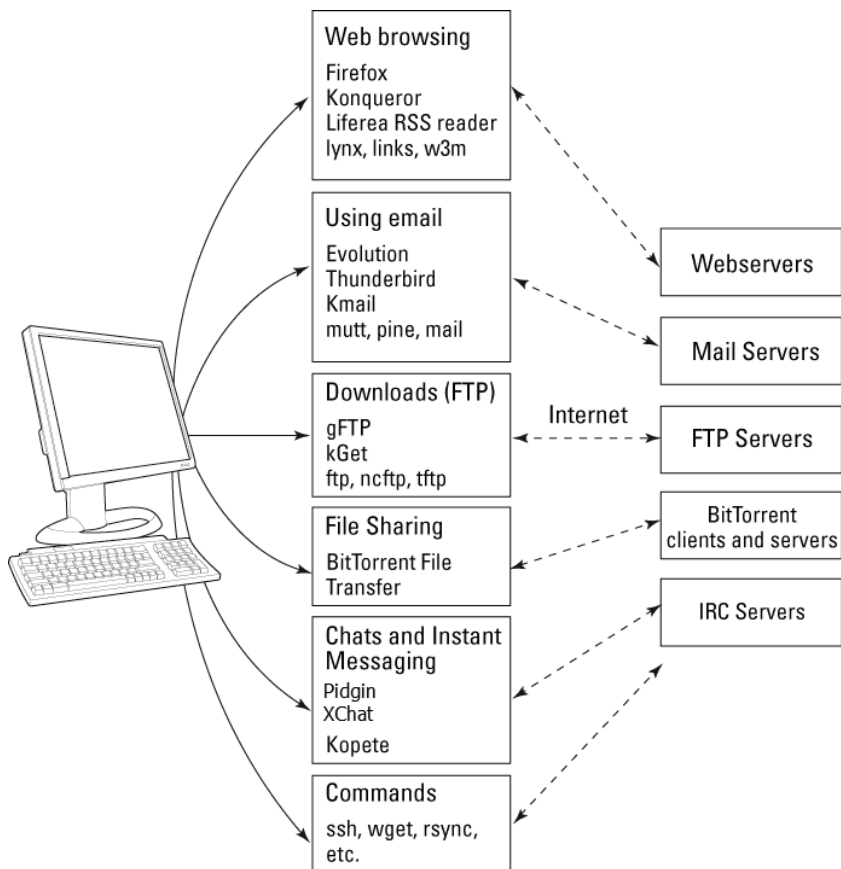 Web browsing
Firefox
Konqueror
Liferea RSS reader
lynx, links, w3m
Using email
Evolution
Thunderbird
Kmail
mutt, pine, mail
Downloads (FTP)
gFTP
kGet
ftp, ncftp, tftp
File Sharing
BitTorrent File
Transfer
Chats and Instant
Messaging
Pidgin
XChat
Kopete
Commands
ssh, wget, rsync,
etc.
Internet
Webservers
Mail Servers
FTP Servers
BitTorrent
clients and servers
IRC Servers